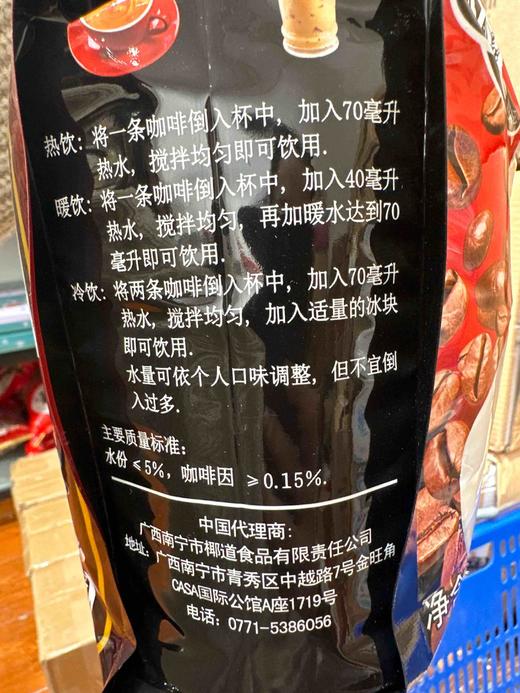 热饮: 将一条咖啡倒入杯中，加入70毫升
热水，搅拌均匀即可饮用.
暖饮: 将一条咖啡倒入杯中，加入40毫升
热水，搅拌均匀，再加暖水达到70
毫升即可饮用.
冷饮: 将两条咖啡倒入杯中，加入70毫升
热水，搅拌均匀，加入适量的冰块
即可饮用.
水量可依个人口味调整，但不宜倒
入过多.
主要质量标准:
水份≤5%，咖啡因 ≥0.15%.
中国代理商:
广西南宁市椰道食品有限责任公司
地址: 广西南宁市青秀区中越路7号金旺角
CASA国际公馆A座1719号
电话: 0771-5386056
净